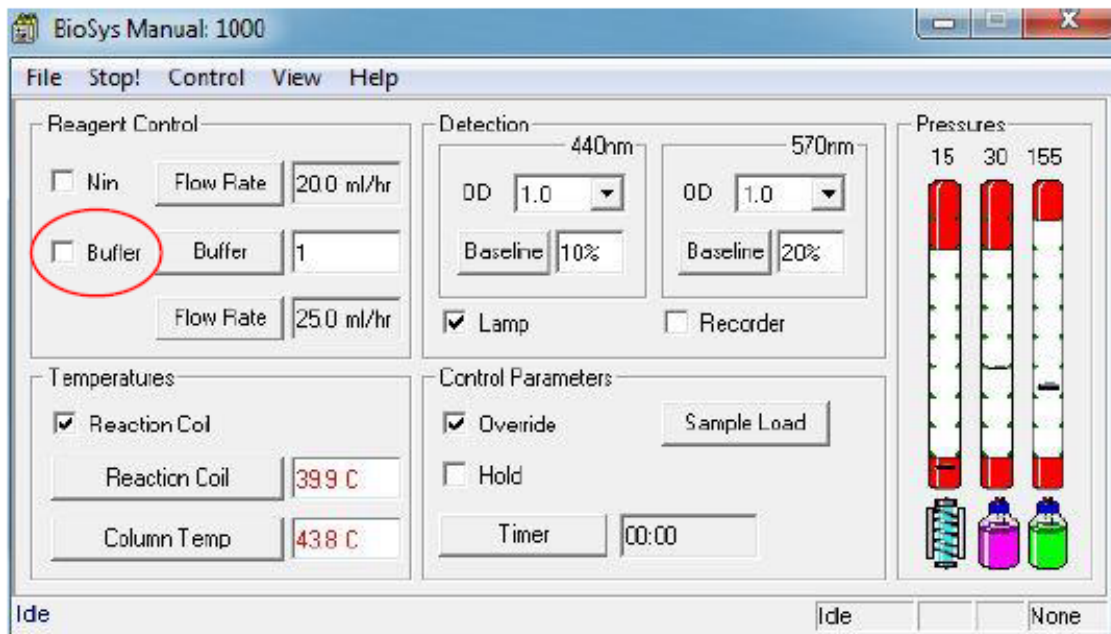 BioSys Manual: 1000
File Stop! Control View Help
Reagent Control
Nin Flow Rate 20.0 ml/hr
Buffer Buffer 1
Flow Rate 25.0 ml/hr
Detection
440nm
OD 1.0
Baseline 10%
570nm
OD 1.0
Baseline 20%
Lamp Recorder
Pressures
15 30 155
Temperatures
Reaction Coil
Reaction Coil 39.9 C
Column Temp 43.8 C
Control Parameters
Override Sample Load
Hold
Timer 00:00
Idle Idle None